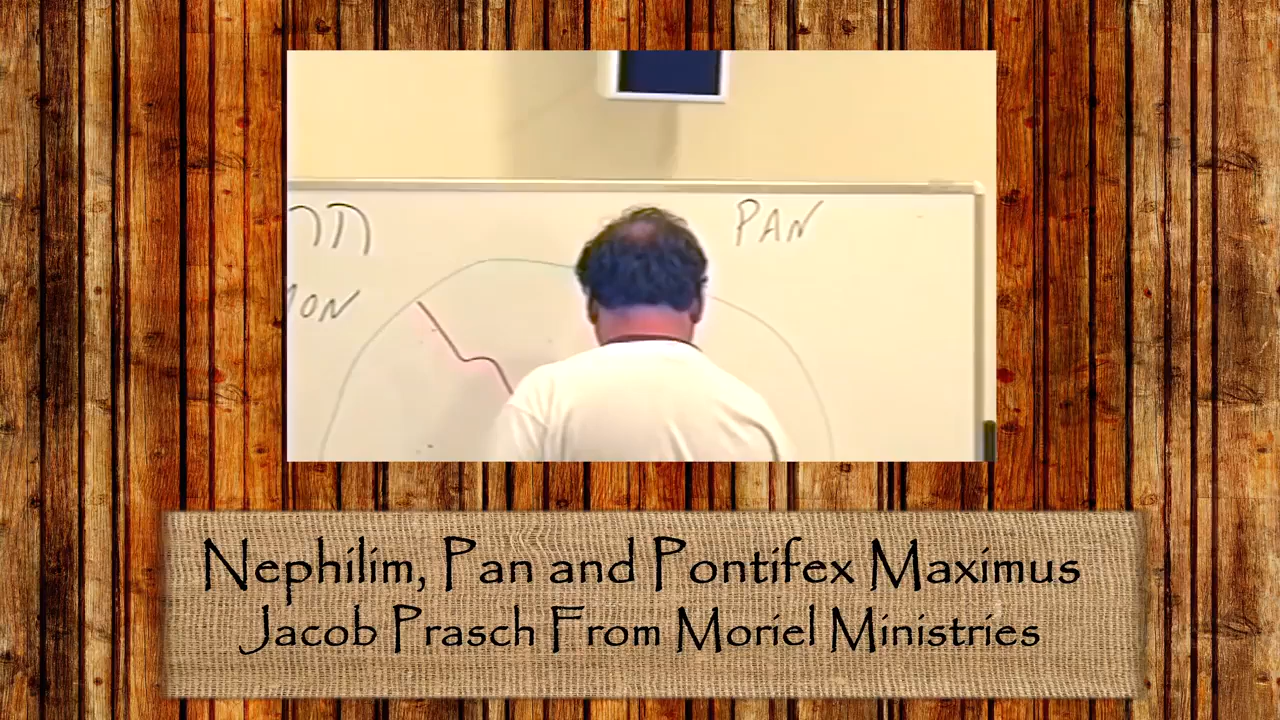 PAN
Nephilim, Pan and Pontifex Maximus
Jacob Prasch From Moriel Ministries